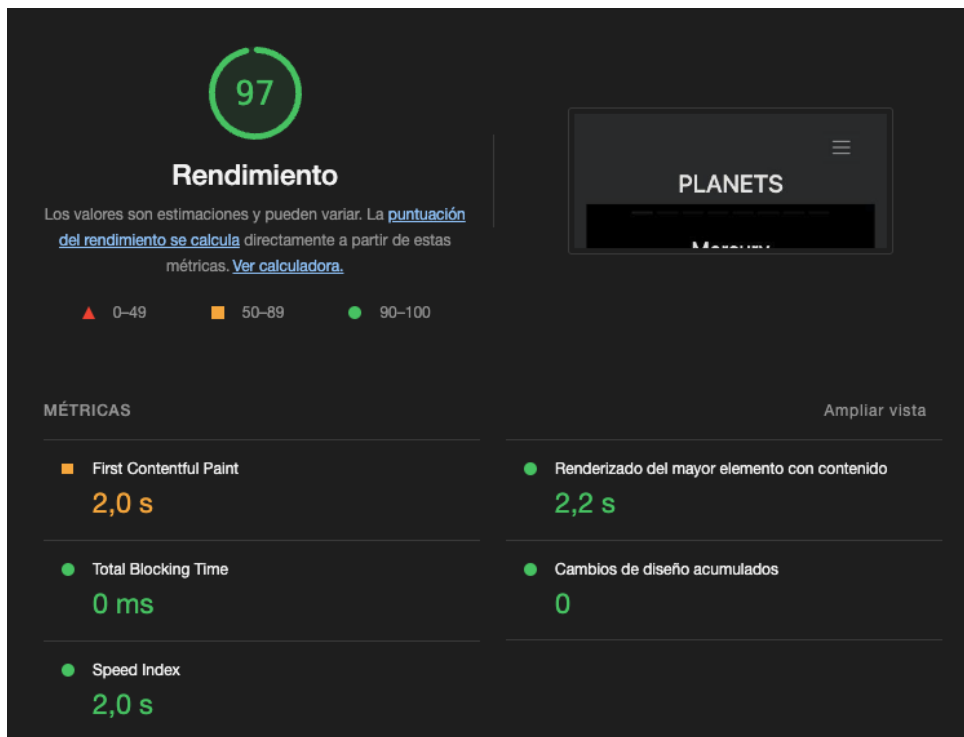 97
Rendimiento
Los valores son estimaciones y pueden variar. La puntuación
del rendimiento se calcula directamente a partir de estas
métricas. Ver calculadora.
0–49
50–89
90–100
PLANETS
Mercury
MÉTRICAS
Ampliar vista
First Contentful Paint
2,0 s
Renderizado del mayor elemento con contenido
2,2 s
Total Blocking Time
0 ms
Cambios de diseño acumulados
0
Speed Index
2,0 s